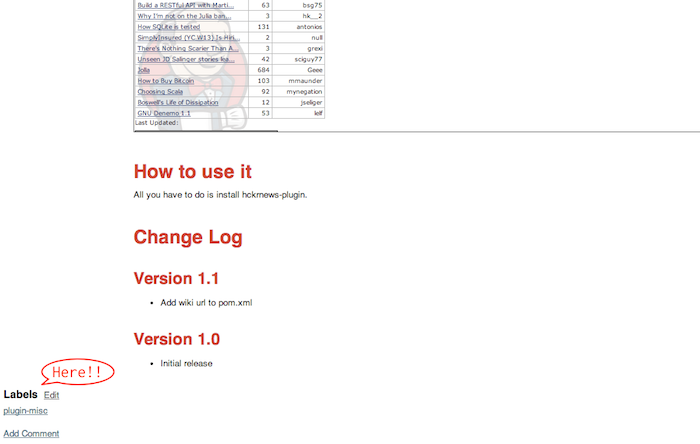 Build a RESTful API with Marti... 63 bsg75
Why I'm not on the Julia ban... 3 hk__2
How SQLite is tested 131 antonios
SimplyInsured (YC W13) Is Hiri... 2 null
There's Nothing Scarier Than A... 3 grexi
Unseen JD Salinger stories lea... 42 sciguy77
Jolla 684 Geee
How to Buy Bitcoin 103 mmaunder
Choosing Scala 92 mynegation
Boswell's Life of Dissipation 12 jseliger
GNU Denemo 1.1 53 lelf
Last Updated:
How to use it
All you have to do is install hckrnews-plugin.
Change Log
Version 1.1
• Add wiki url to pom.xml
Version 1.0
• Initial release
Here!!
Labels Edit
plugin-misc
Add Comment